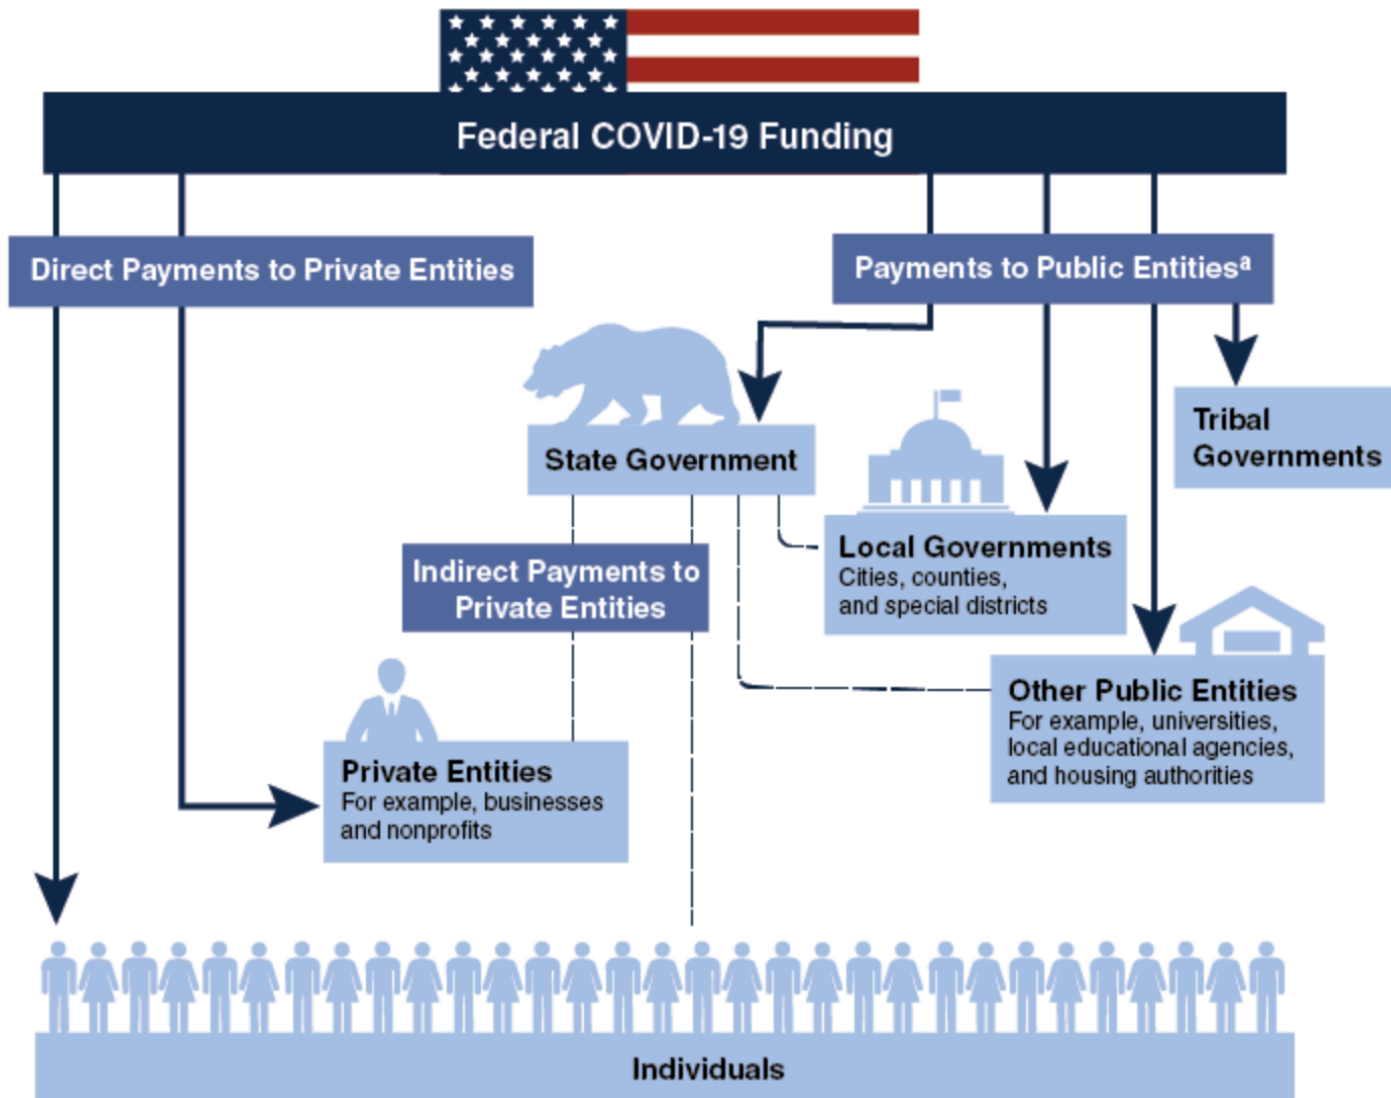 Federal COVID-19 Funding
Direct Payments to Private Entities
Payments to Public Entitiesᵃ
State Government
Tribal
Governments
Local Governments
Cities, counties,
and special districts
Indirect Payments to
Private Entities
Other Public Entities
For example, universities,
local educational agencies,
and housing authorities
Private Entities
For example, businesses
and nonprofits
Individuals